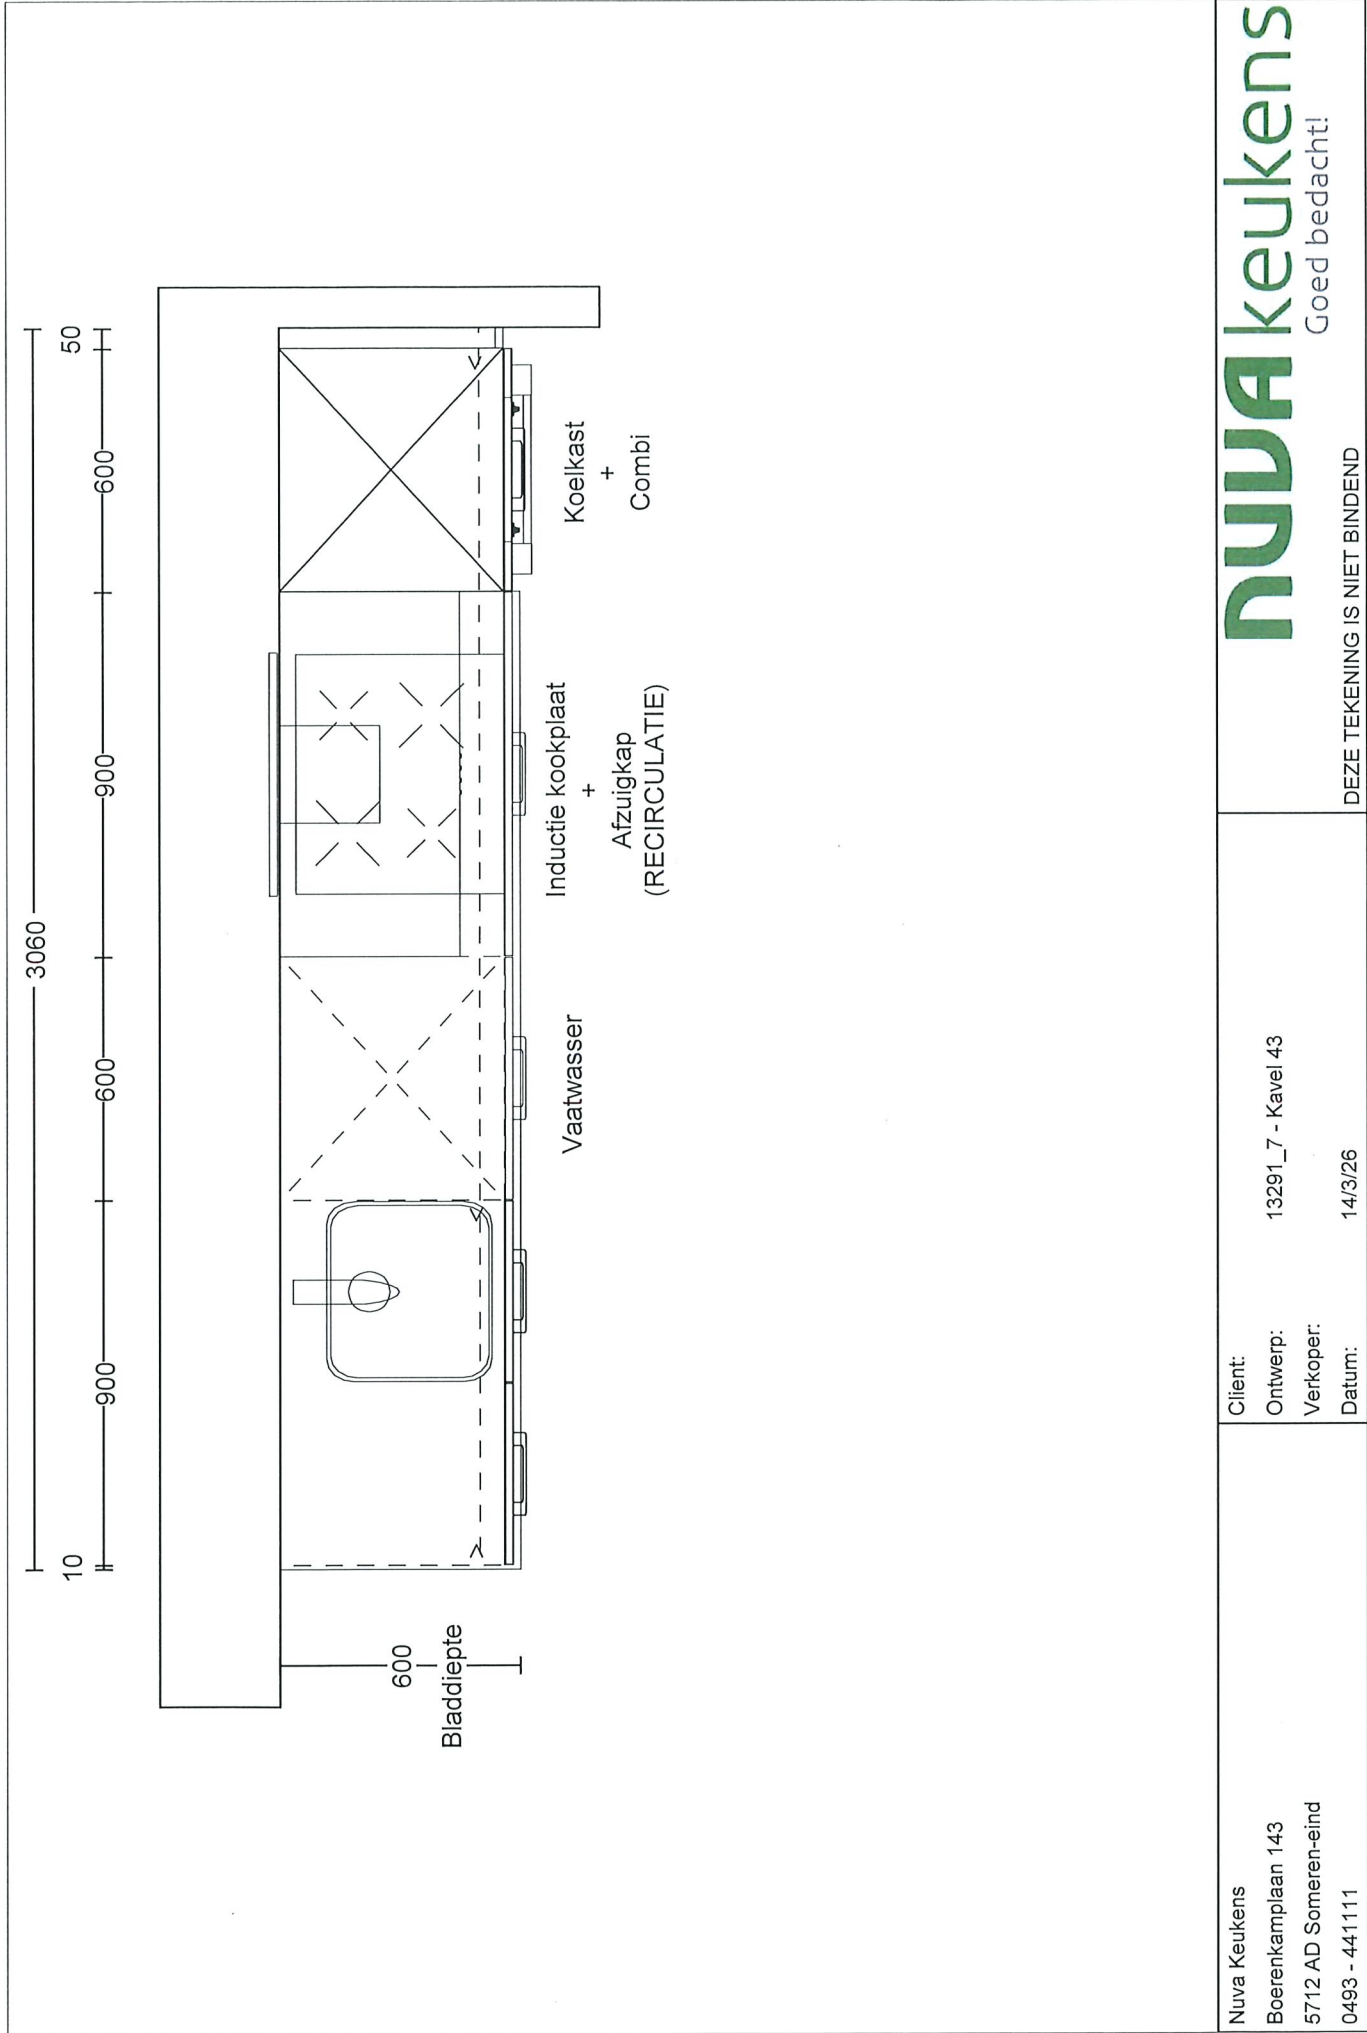 3060
10
900
600
900
600
50
600
Bladdiepte
Vaatwasser
Inductie kookplaat
+
Afzuigkap
(RECIRCULATIE)
Koelkast
+
Combi
Nuva Keukens
Boerenkamplaan 143
5712 AD Someren-eind
0493 - 441111
Client:
Ontwerp: 13291_7 - Kavel 43
Verkoper:
Datum: 14/3/26
nuva keukens
Goed bedacht!
DEZE TEKENING IS NIET BINDEND